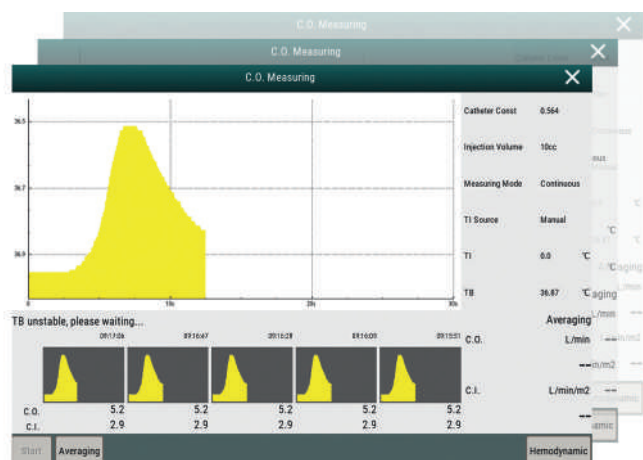 C.O. Measuring
C.O. Measuring
C.O. Measuring
36.5
36.7
36.9
0 10s 20s 30s
Catheter Const 0.564
Injection Volume 10cc
Measuring Mode Continuous
TI Source Manual
TI 0.0 ℃
TB 36.87 ℃
TB unstable, please waiting...
Averaging
09:17:06 09:16:47 09:16:28 09:16:09 09:15:51
C.O. L/min
--
C.I. L/min/m2
--
C.O. 5.2 5.2 5.2 5.2 5.2
C.I. 2.9 2.9 2.9 2.9 2.9
Start Averaging Hemodynamic